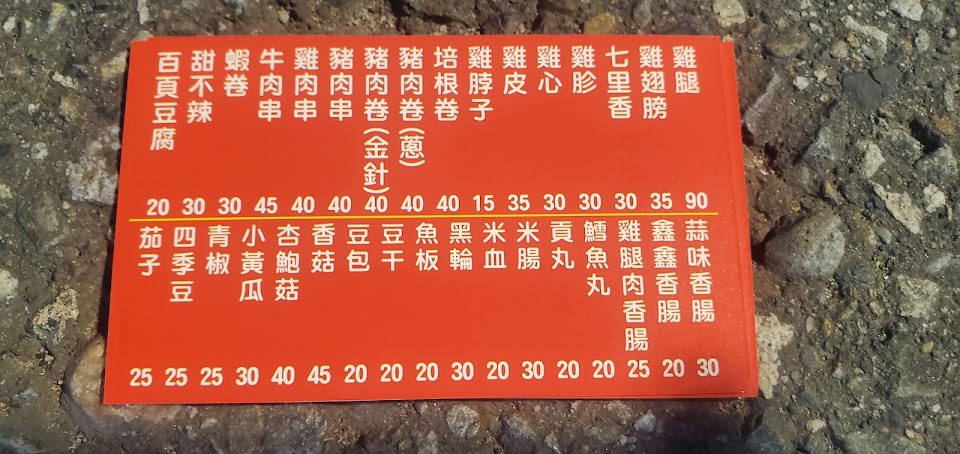 雞腿 90
雞翅膀 35
七里香 30
雞胗 30
雞心 30
雞皮 35
雞脖子 15
培根卷 40
豬肉卷(蔥) 40
豬肉卷(金針) 40
豬肉串 40
雞肉串 40
牛肉串 45
蝦卷 30
甜不辣 30
百頁豆腐 20
蒜味香腸 30
鑫鑫香腸 20
雞腿肉香腸 25
鱈魚丸 20
貢丸 20
米腸 30
米血 20
黑輪 30
魚板 20
豆干 20
豆包 20
香菇 45
杏鮑菇 40
小黃瓜 30
青椒 25
四季豆 25
茄子 25